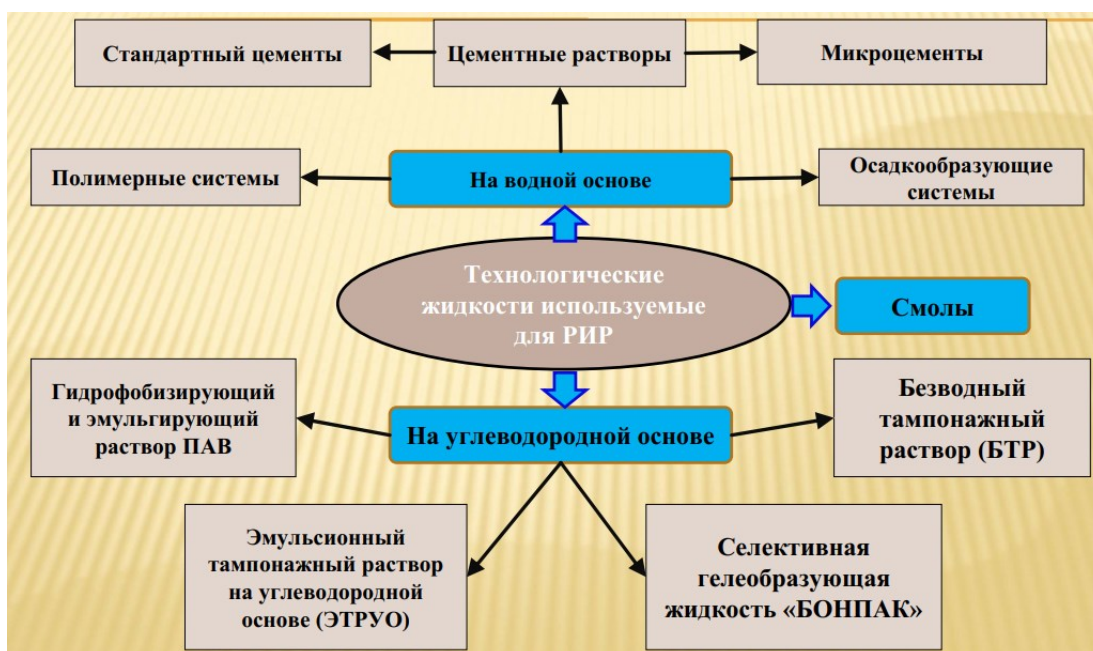 Стандартный цементы
Цементные растворы
Микроцементы
Полимерные системы
На водной основе
Осадкообразующие
системы
Технологические
жидкости используемые
для РИР
Смолы
Гидрофобизирующий
и эмульгирующий
раствор ПАВ
На углеводородной основе
Безводный
тампонажный
раствор (БТР)
Эмульсионный
тампонажный раствор
на углеводородной
основе (ЭТРУО)
Селективная
гелеобразующая
жидкость «БОНПАК»